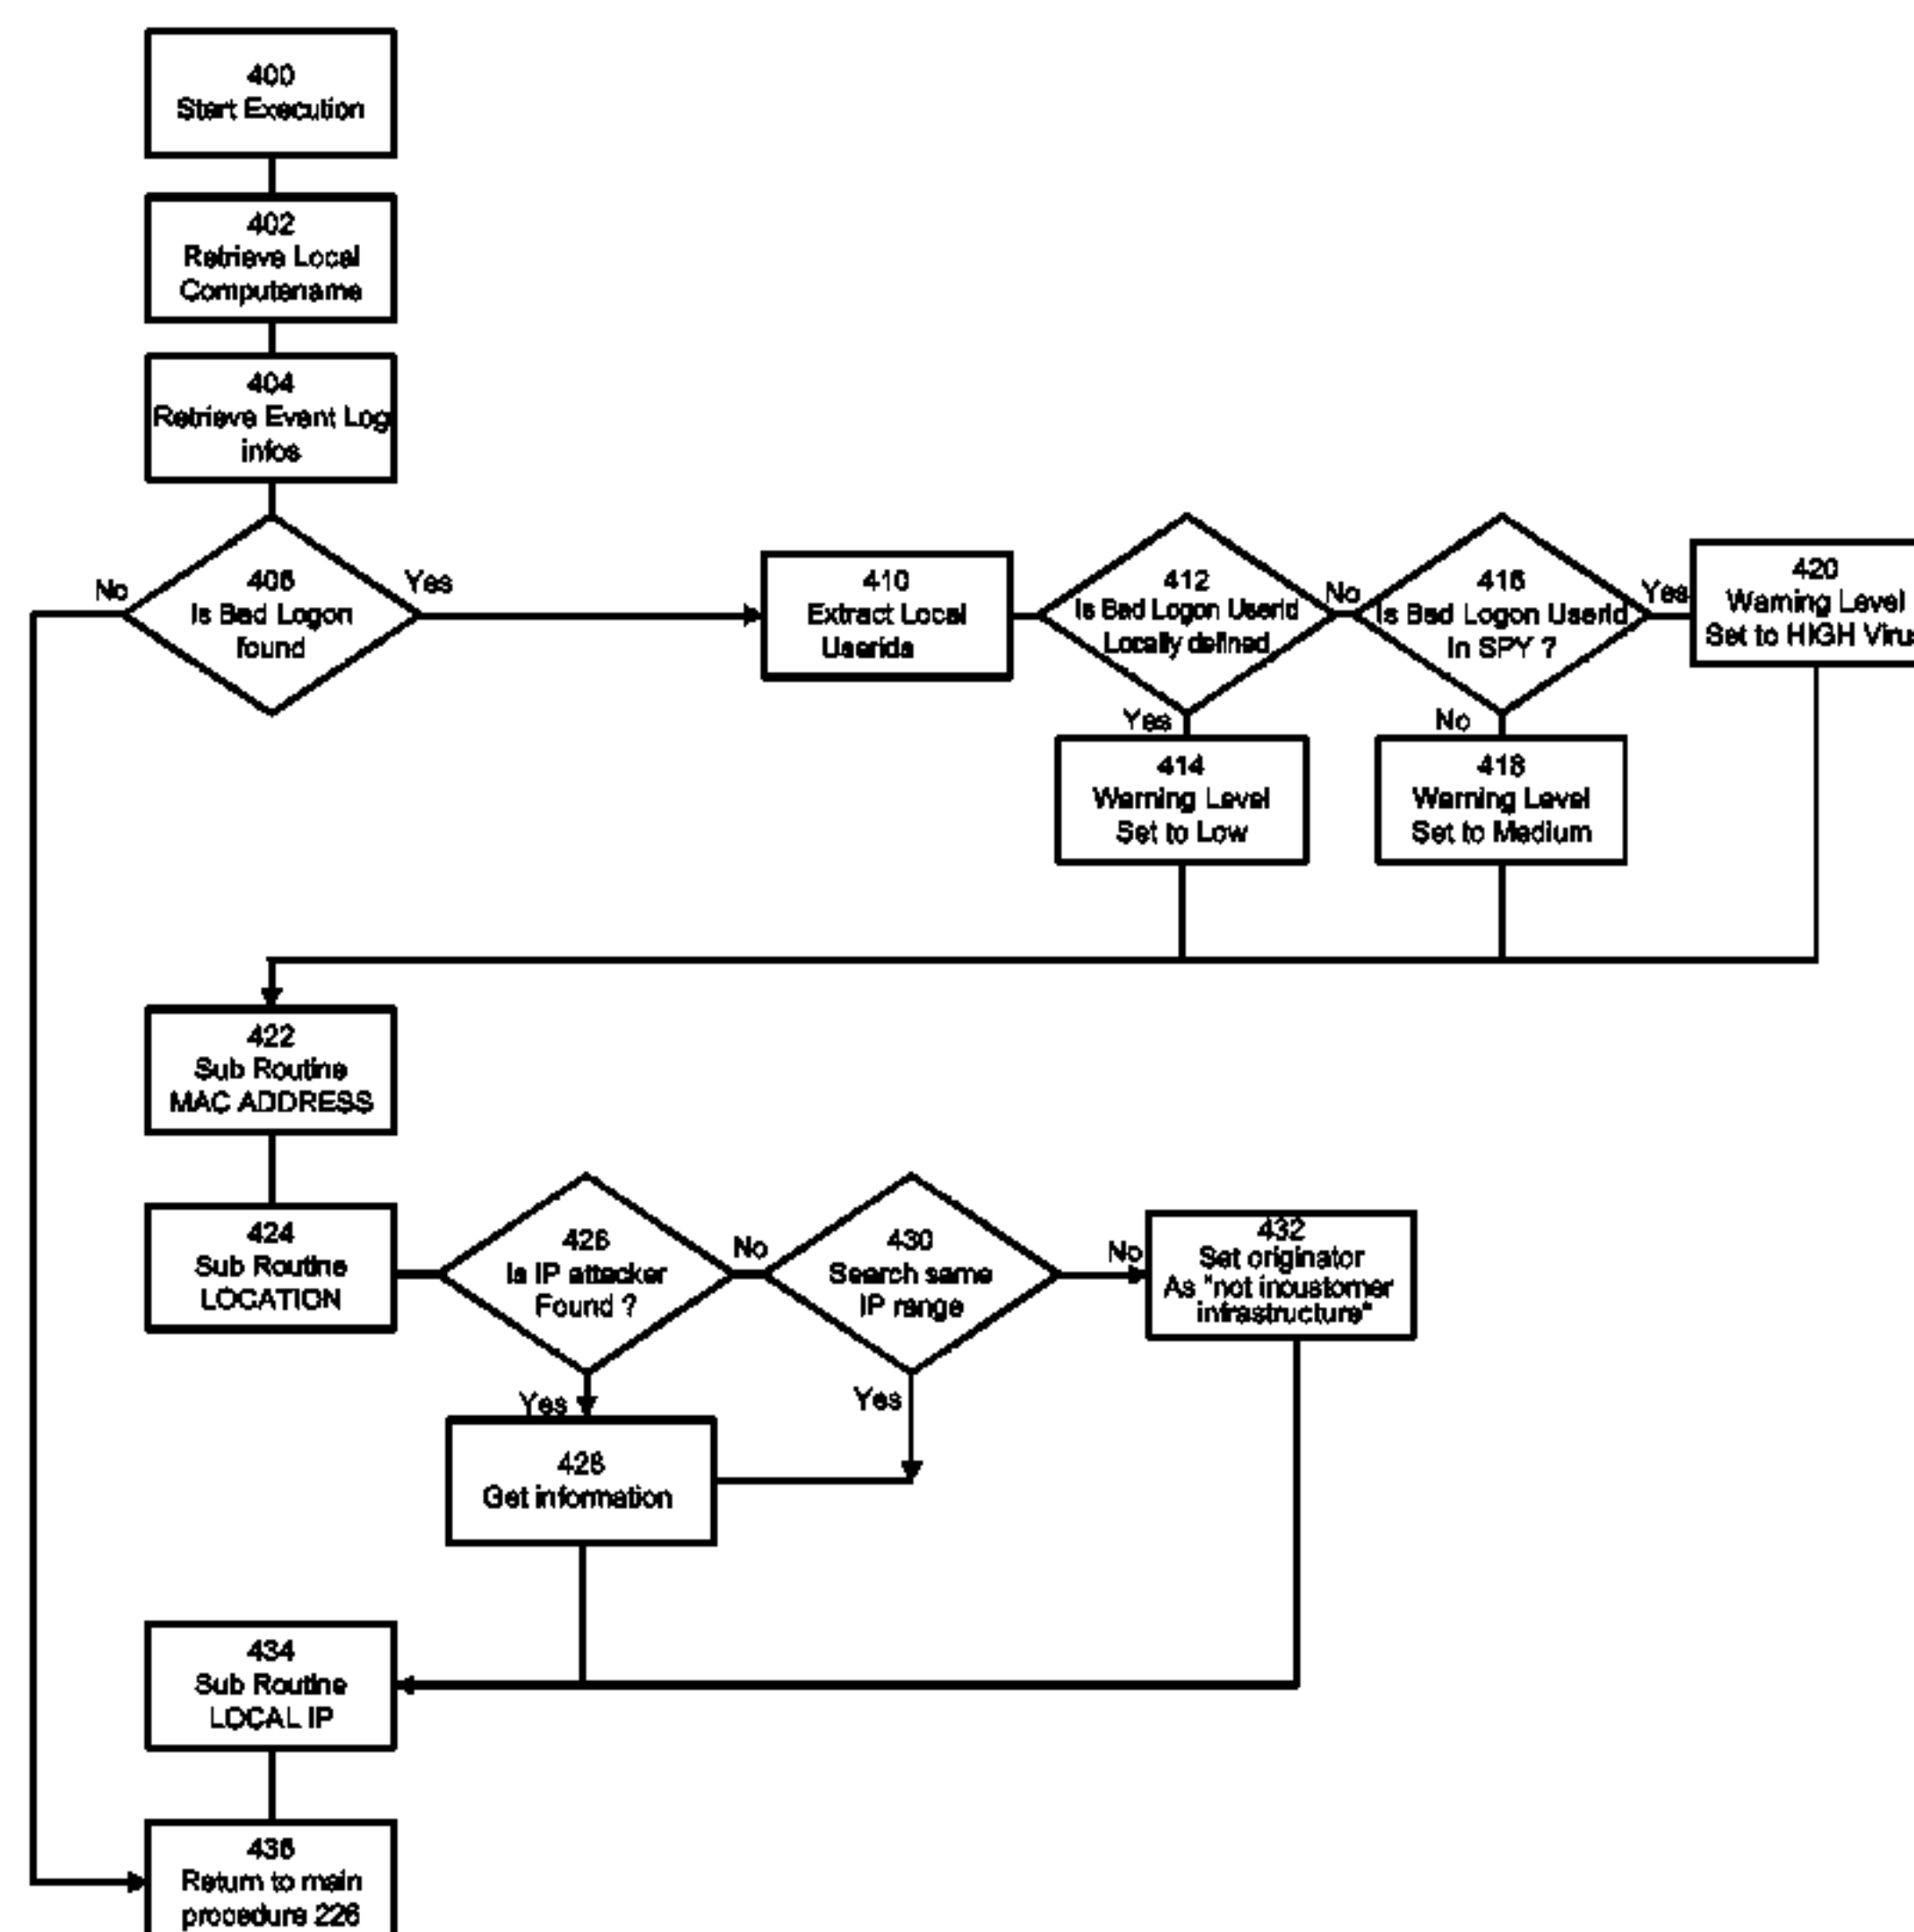 400
Start Execution
402
Retrieve Local
Computername
404
Retrieve Event Log
infos
No
406
Is Bad Logon
found
Yes
410
Extract Local
Userids
412
Is Bad Logon Userid
Locally defined
No
416
Is Bad Logon Userid
In SPY ?
Yes
420
Warning Level
Set to HIGH
Yes
414
Warning Level
Set to Low
No
418
Warning Level
Set to Medium
422
Sub Routine
MAC ADDRESS
424
Sub Routine
LOCATION
426
Is IP attacker
Found ?
No
430
Search same
IP range
No
432
Set originator
As "not incustomer
infrastructure"
Yes
Yes
428
Get information
434
Sub Routine
LOCAL IP
436
Return to main
procedure 226